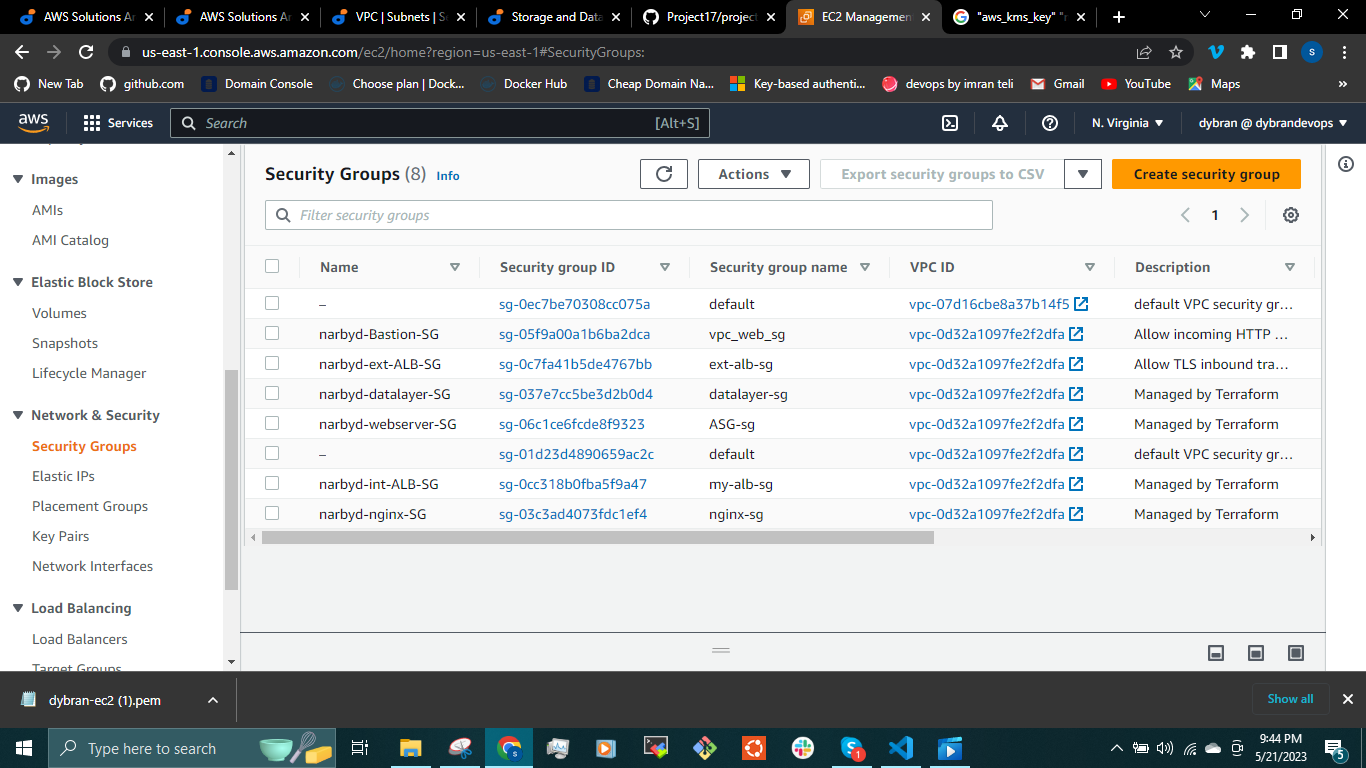 AWS Solutions Ar
AWS Solutions Ar
VPC | Subnets | S
Storage and Data
Project17/project
EC2 Management
"aws_kms_key" "r
us-east-1.console.aws.amazon.com/ec2/home?region=us-east-1#SecurityGroups:
S
New Tab
github.com
Domain Console
Choose plan | Dock...
Docker Hub
Cheap Domain Na...
Key-based authenti...
devops by imran teli
Gmail
YouTube
Maps
»
aws
Services
Search
[Alt+S]
N. Virginia
dybran @ dybrandevops
Images
AMIs
AMI Catalog
Elastic Block Store
Volumes
Snapshots
Lifecycle Manager
Network & Security
Security Groups
Elastic IPs
Placement Groups
Key Pairs
Network Interfaces
Load Balancing
Load Balancers
Target Groups
Security Groups (8) Info
Actions
Export security groups to CSV
Create security group
Filter security groups
1
Name Security group ID Security group name VPC ID Description
– sg-0ec7be70308cc075a default vpc-07d16cbe8a37b14f5 default VPC security gr...
narbyd-Bastion-SG sg-05f9a00a1b6ba2dca vpc_web_sg vpc-0d32a1097fe2f2dfa Allow incoming HTTP ...
narbyd-ext-ALB-SG sg-0c7fa41b5de4767bb ext-alb-sg vpc-0d32a1097fe2f2dfa Allow TLS inbound tra...
narbyd-datalayer-SG sg-037e7cc5be3d2b0d4 datalayer-sg vpc-0d32a1097fe2f2dfa Managed by Terraform
narbyd-webserver-SG sg-06c1ce6fcde8f9323 ASG-sg vpc-0d32a1097fe2f2dfa Managed by Terraform
– sg-01d23d4890659ac2c default vpc-0d32a1097fe2f2dfa default VPC security gr...
narbyd-int-ALB-SG sg-0cc318b0fba5f9a47 my-alb-sg vpc-0d32a1097fe2f2dfa Managed by Terraform
narbyd-nginx-SG sg-03c3ad4073fdc1ef4 nginx-sg vpc-0d32a1097fe2f2dfa Managed by Terraform
dybran-ec2 (1).pem
Show all
Type here to search
S
1
9:44 PM
5/21/2023
5